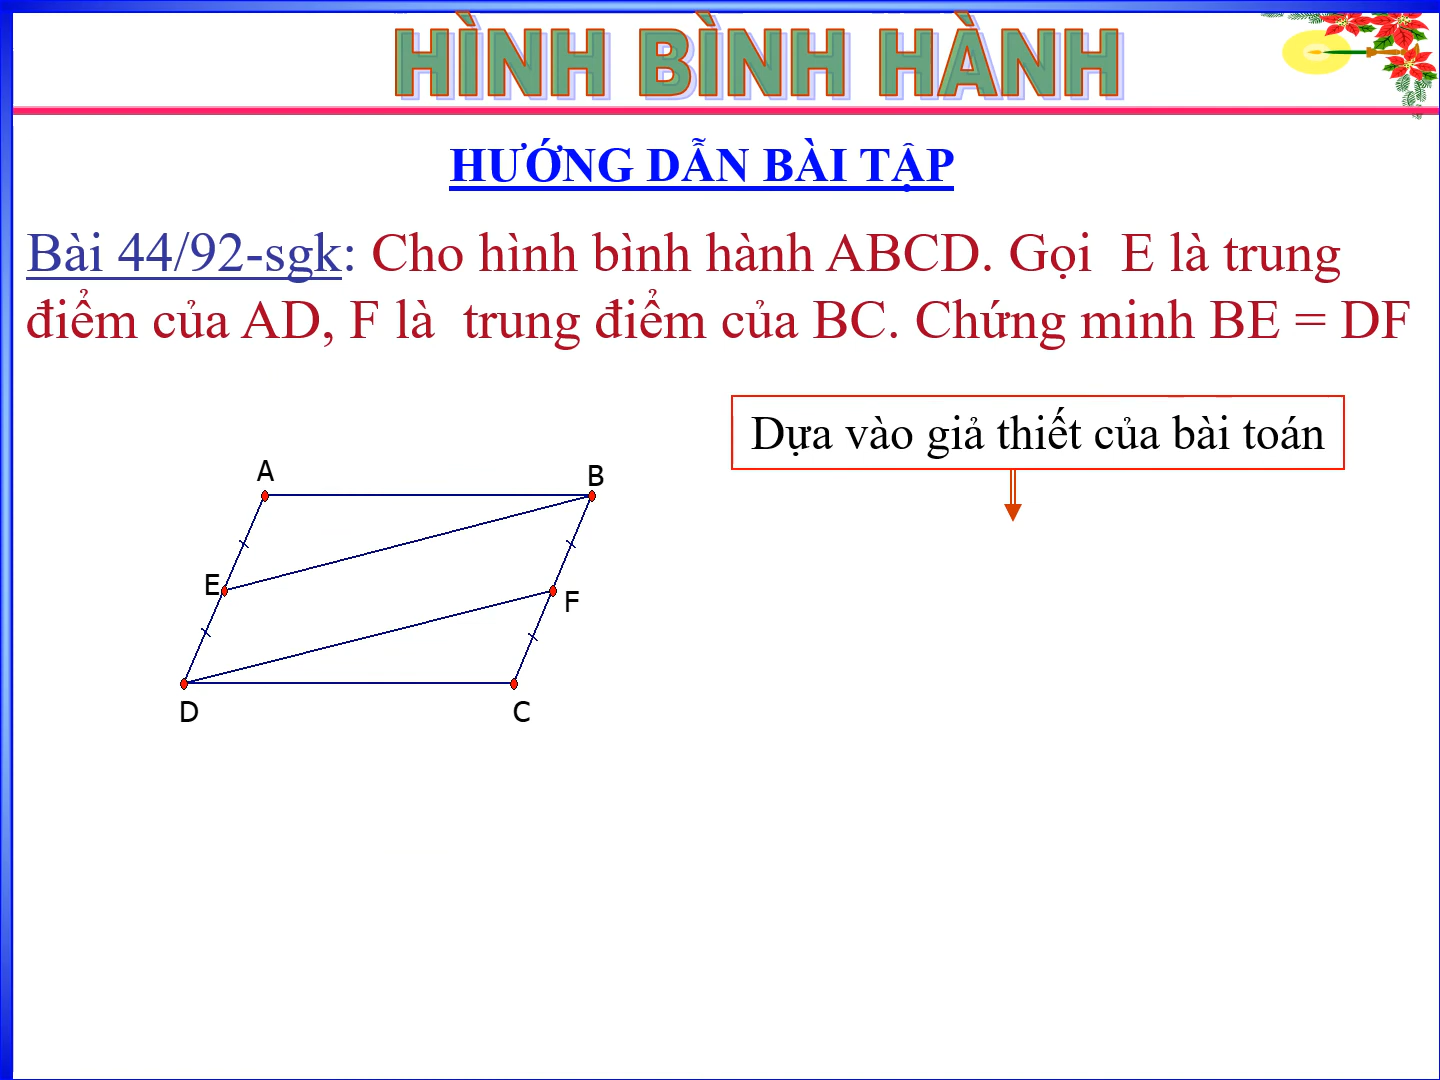 HÌNH BÌNH HÀNH
HƯỚNG DẪN BÀI TẬP
Bài 44/92-sgk: Cho hình bình hành ABCD. Gọi E là trung
điểm của AD, F là trung điểm của BC. Chứng minh BE = DF
Dựa vào giả thiết của bài toán
A
B
E
F
D
C